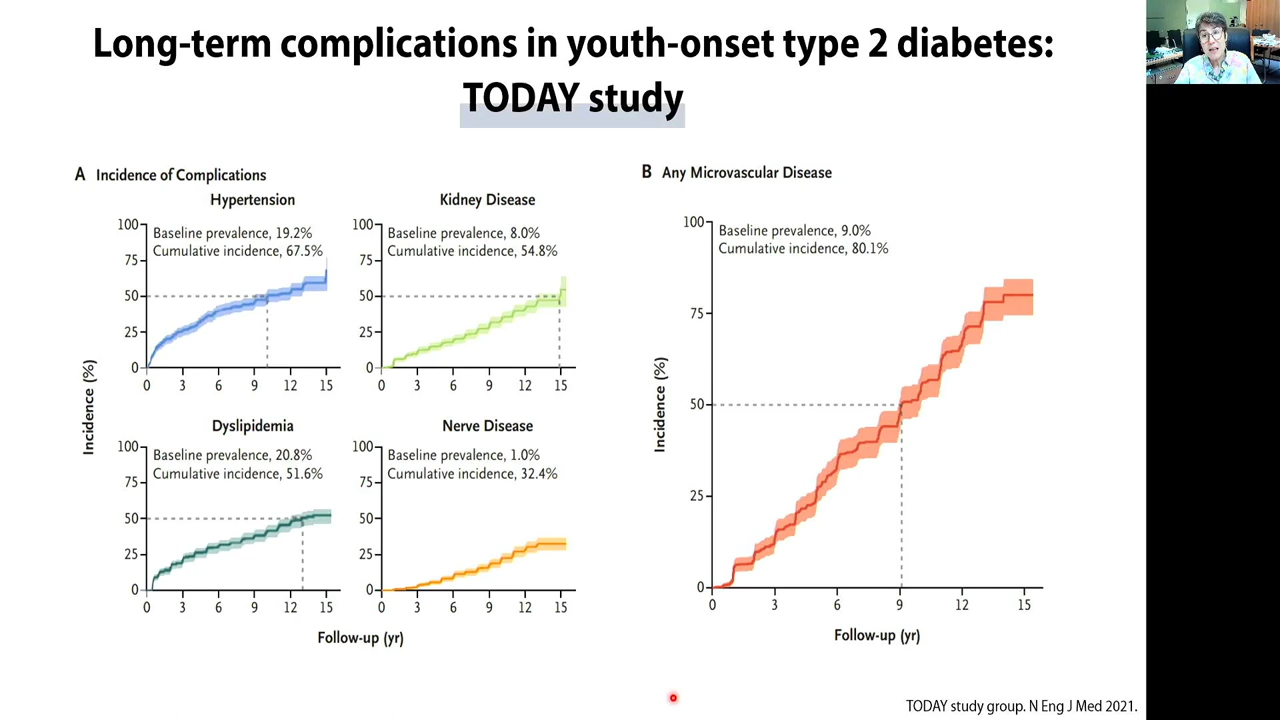 Long-term complications in youth-onset type 2 diabetes:
TODAY study
A Incidence of Complications
Hypertension
Baseline prevalence, 19.2%
Cumulative incidence, 67.5%
100
75
50
25
0
0 3 6 9 12 15
Kidney Disease
Baseline prevalence, 8.0%
Cumulative incidence, 54.8%
100
75
50
25
0
0 3 6 9 12 15
Dyslipidemia
Baseline prevalence, 20.8%
Cumulative incidence, 51.6%
100
75
50
25
0
0 3 6 9 12 15
Nerve Disease
Baseline prevalence, 1.0%
Cumulative incidence, 32.4%
100
75
50
25
0
0 3 6 9 12 15
Incidence (%)
Follow-up (yr)
B Any Microvascular Disease
Baseline prevalence, 9.0%
Cumulative incidence, 80.1%
100
75
50
25
0
0 3 6 9 12 15
Incidence (%)
Follow-up (yr)
TODAY study group. N Eng J Med 2021.